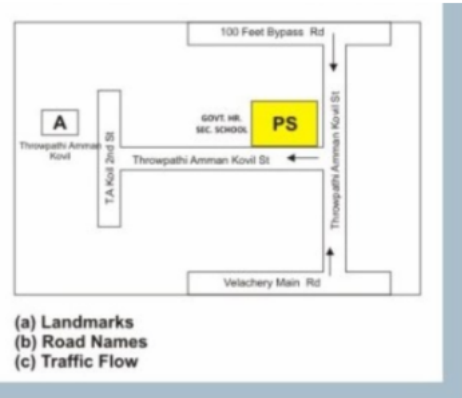 100 Feet Bypass Rd
A
Throwpathi Amman
Kovil
T.A Koil 2nd St
GOVT. HR.
SEC. SCHOOL
PS
Throwpathi Amman Kovil St
Throwpathi Amman Kovil St
Velachery Main Rd
(a) Landmarks
(b) Road Names
(c) Traffic Flow